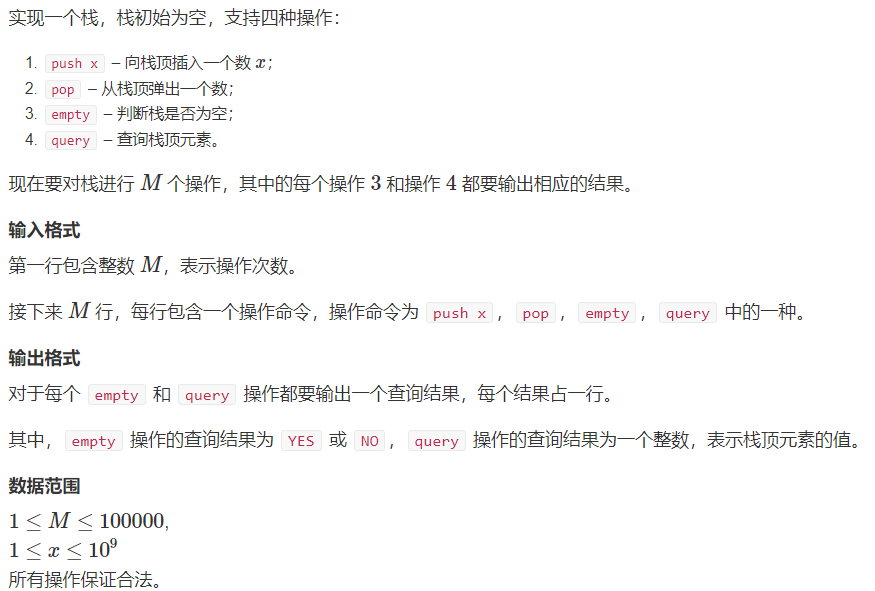 实现一个栈，栈初始为空，支持四种操作：
1. push x – 向栈顶插入一个数 x；
2. pop – 从栈顶弹出一个数；
3. empty – 判断栈是否为空；
4. query – 查询栈顶元素。
现在要对栈进行 M 个操作，其中的每个操作 3 和操作 4 都要输出相应的结果。
输入格式
第一行包含整数 M，表示操作次数。
接下来 M 行，每行包含一个操作命令，操作命令为 push x ，pop ，empty ，query 中的一种。
输出格式
对于每个 empty 和 query 操作都要输出一个查询结果，每个结果占一行。
其中，empty 操作的查询结果为 YES 或 NO ，query 操作的查询结果为一个整数，表示栈顶元素的值。
数据范围
1 ≤ M ≤ 100000,
1 ≤ x ≤ 10⁹
所有操作保证合法。